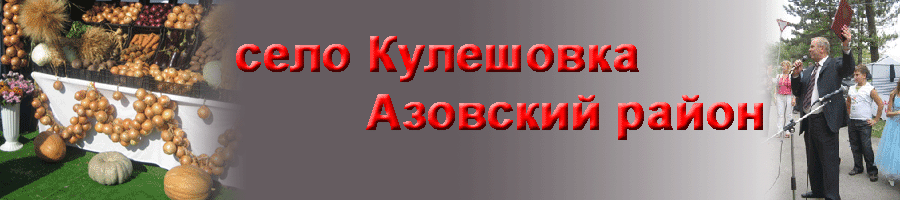 село Кулешовка
Азовский район